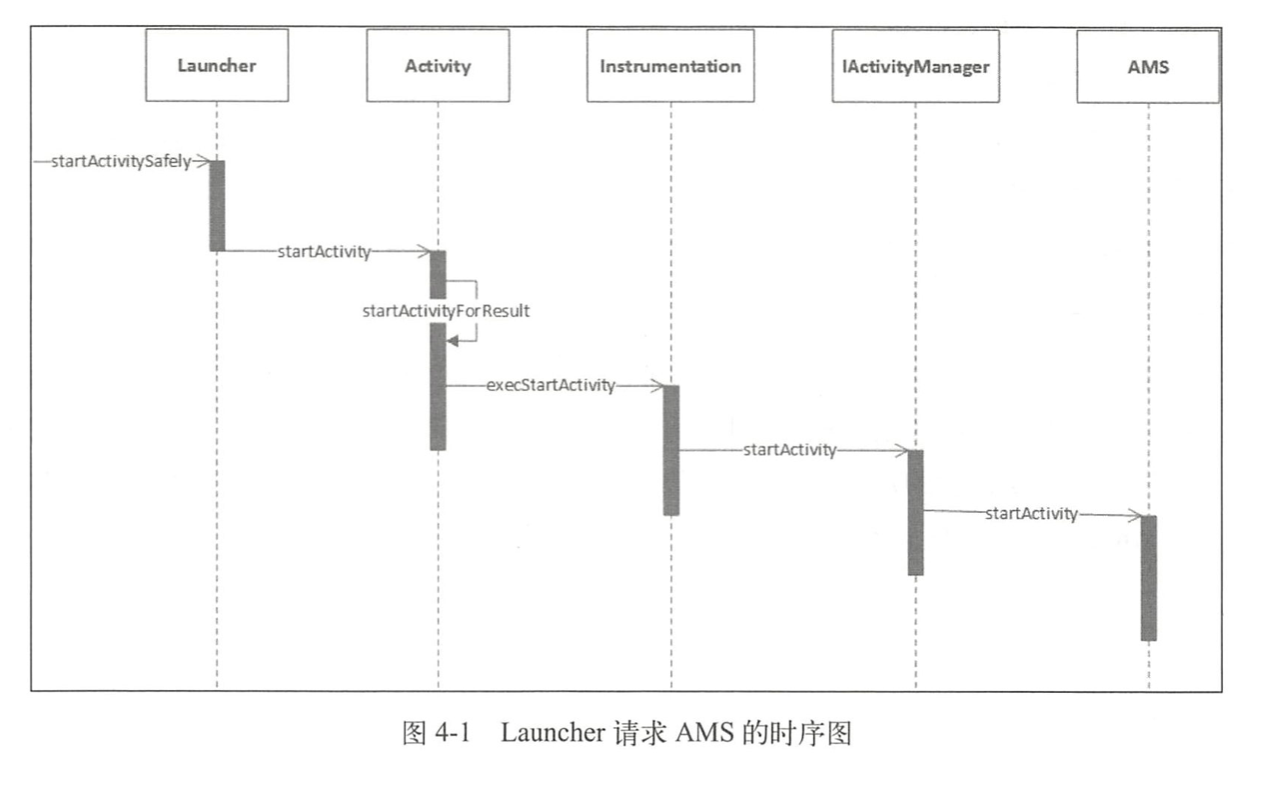 Launcher
Activity
Instrumentation
IActivityManager
AMS
startActivitySafely
startActivity
startActivityForResult
execStartActivity
startActivity
startActivity
图 4-1 Launcher 请求 AMS 的时序图